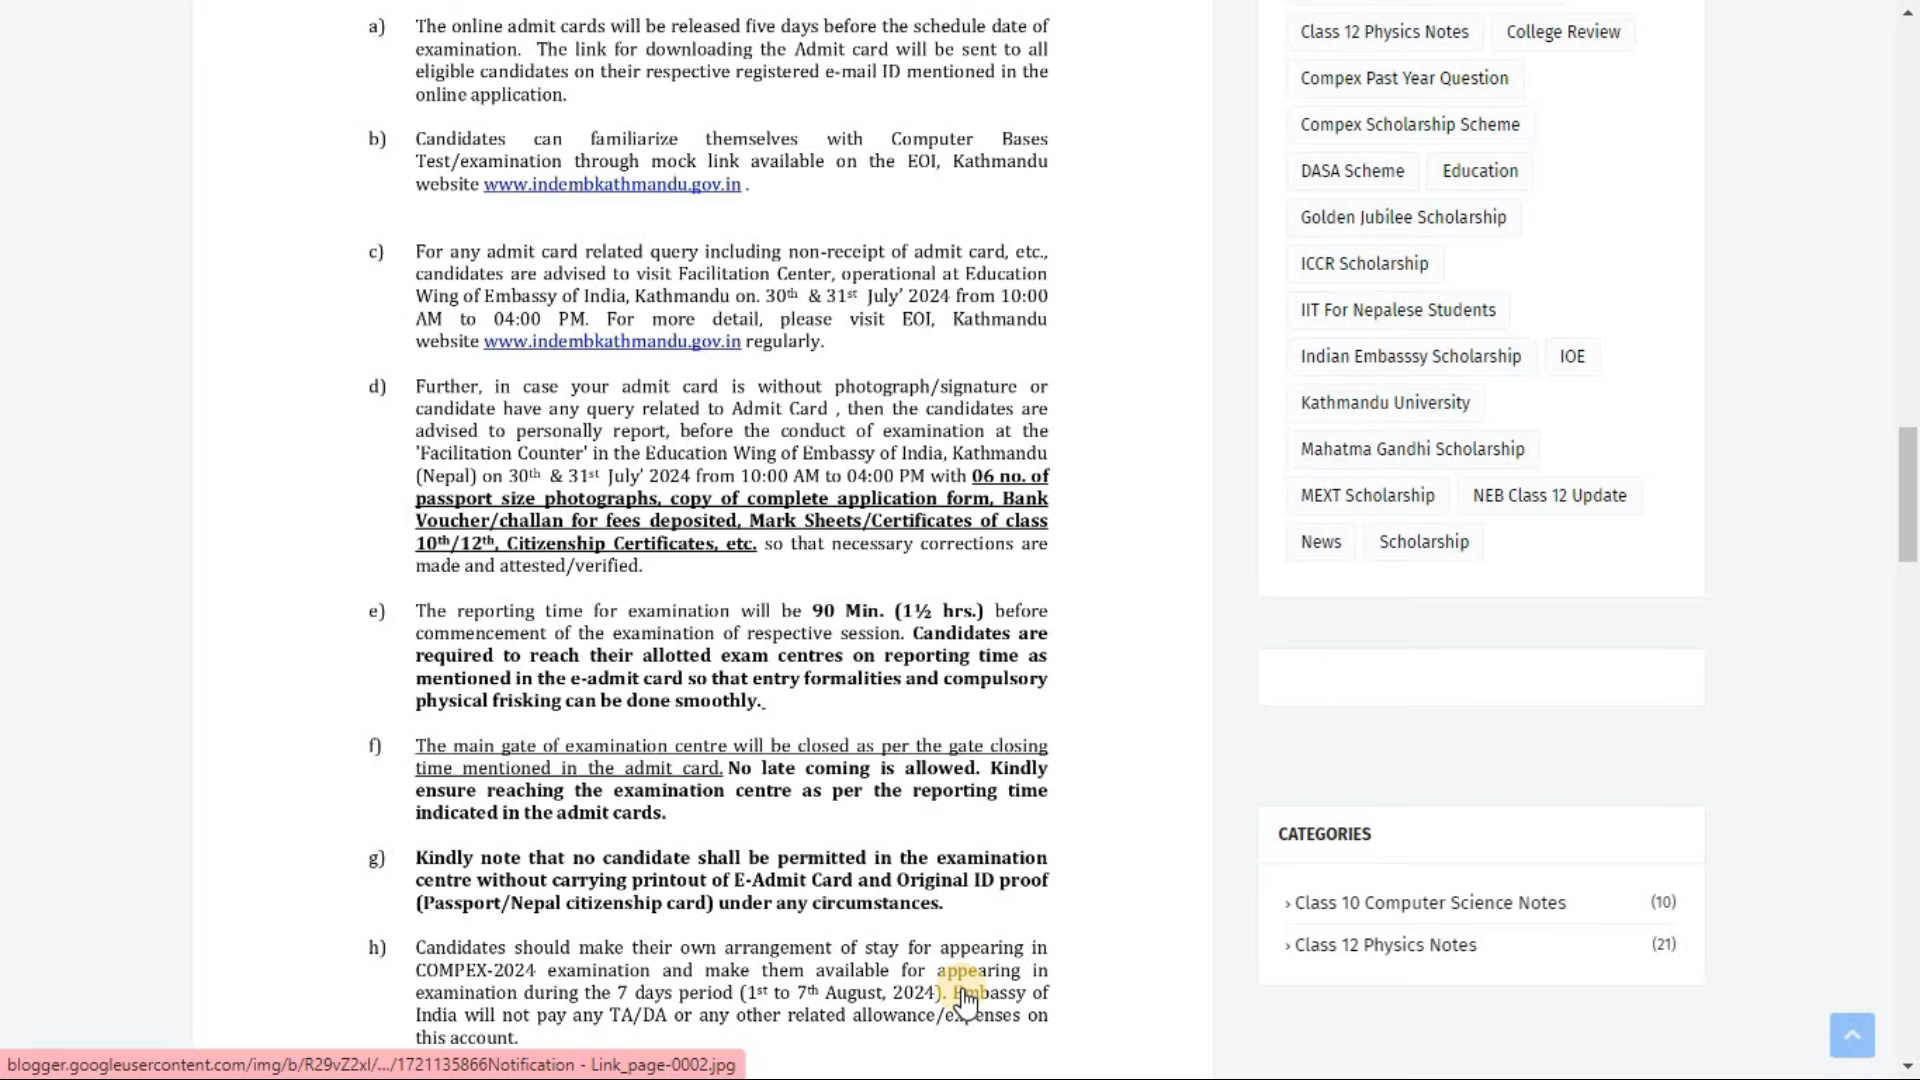 a) The online admit cards will be released five days before the schedule date of
examination. The link for downloading the Admit card will be sent to all
eligible candidates on their respective registered e-mail ID mentioned in the
online application.
b) Candidates can familiarize themselves with Computer Bases
Test/examination through mock link available on the EOI, Kathmandu
website www.indembkathmandu.gov.in .
c) For any admit card related query including non-receipt of admit card, etc.,
candidates are advised to visit Facilitation Center, operational at Education
Wing of Embassy of India, Kathmandu on. 30th & 31st July’ 2024 from 10:00
AM to 04:00 PM. For more detail, please visit EOI, Kathmandu
website www.indembkathmandu.gov.in regularly.
d) Further, in case your admit card is without photograph/signature or
candidate have any query related to Admit Card , then the candidates are
advised to personally report, before the conduct of examination at the
'Facilitation Counter' in the Education Wing of Embassy of India, Kathmandu
(Nepal) on 30th & 31st July’ 2024 from 10:00 AM to 04:00 PM with 06 no. of
passport size photographs, copy of complete application form, Bank
Voucher/challan for fees deposited, Mark Sheets/Certificates of class
10th/12th, Citizenship Certificates, etc. so that necessary corrections are
made and attested/verified.
e) The reporting time for examination will be 90 Min. (1½ hrs.) before
commencement of the examination of respective session. Candidates are
required to reach their allotted exam centres on reporting time as
mentioned in the e-admit card so that entry formalities and compulsory
physical frisking can be done smoothly.
f) The main gate of examination centre will be closed as per the gate closing
time mentioned in the admit card. No late coming is allowed. Kindly
ensure reaching the examination centre as per the reporting time
indicated in the admit cards.
g) Kindly note that no candidate shall be permitted in the examination
centre without carrying printout of E-Admit Card and Original ID proof
(Passport/Nepal citizenship card) under any circumstances.
h) Candidates should make their own arrangement of stay for appearing in
COMPEX-2024 examination and make them available for appearing in
examination during the 7 days period (1st to 7th August, 2024). Embassy of
India will not pay any TA/DA or any other related allowance/expenses on
this account.
blogger.googleusercontent.com/img/b/R29vZ2xl/.../1721135866Notification - Link_page-0002.jpg
Class 12 Physics Notes College Review
Compex Past Year Question
Compex Scholarship Scheme
DASA Scheme Education
Golden Jubilee Scholarship
ICCR Scholarship
IIT For Nepalese Students
Indian Embasssy Scholarship IOE
Kathmandu University
Mahatma Gandhi Scholarship
MEXT Scholarship NEB Class 12 Update
News Scholarship
CATEGORIES
› Class 10 Computer Science Notes (10)
› Class 12 Physics Notes (21)